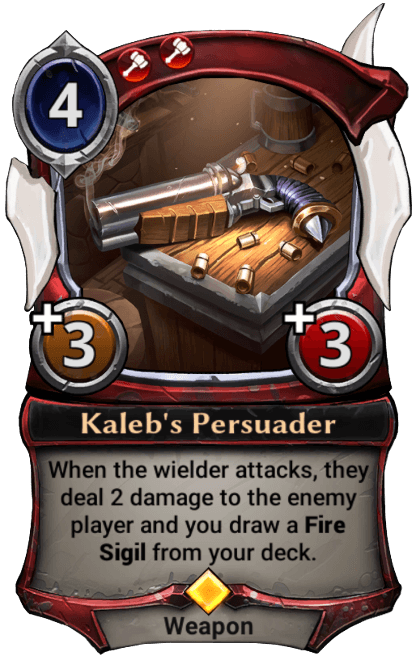 4
+3
+3
Kaleb's Persuader
When the wielder attacks, they
deal 2 damage to the enemy
player and you draw a Fire
Sigil from your deck.
Weapon